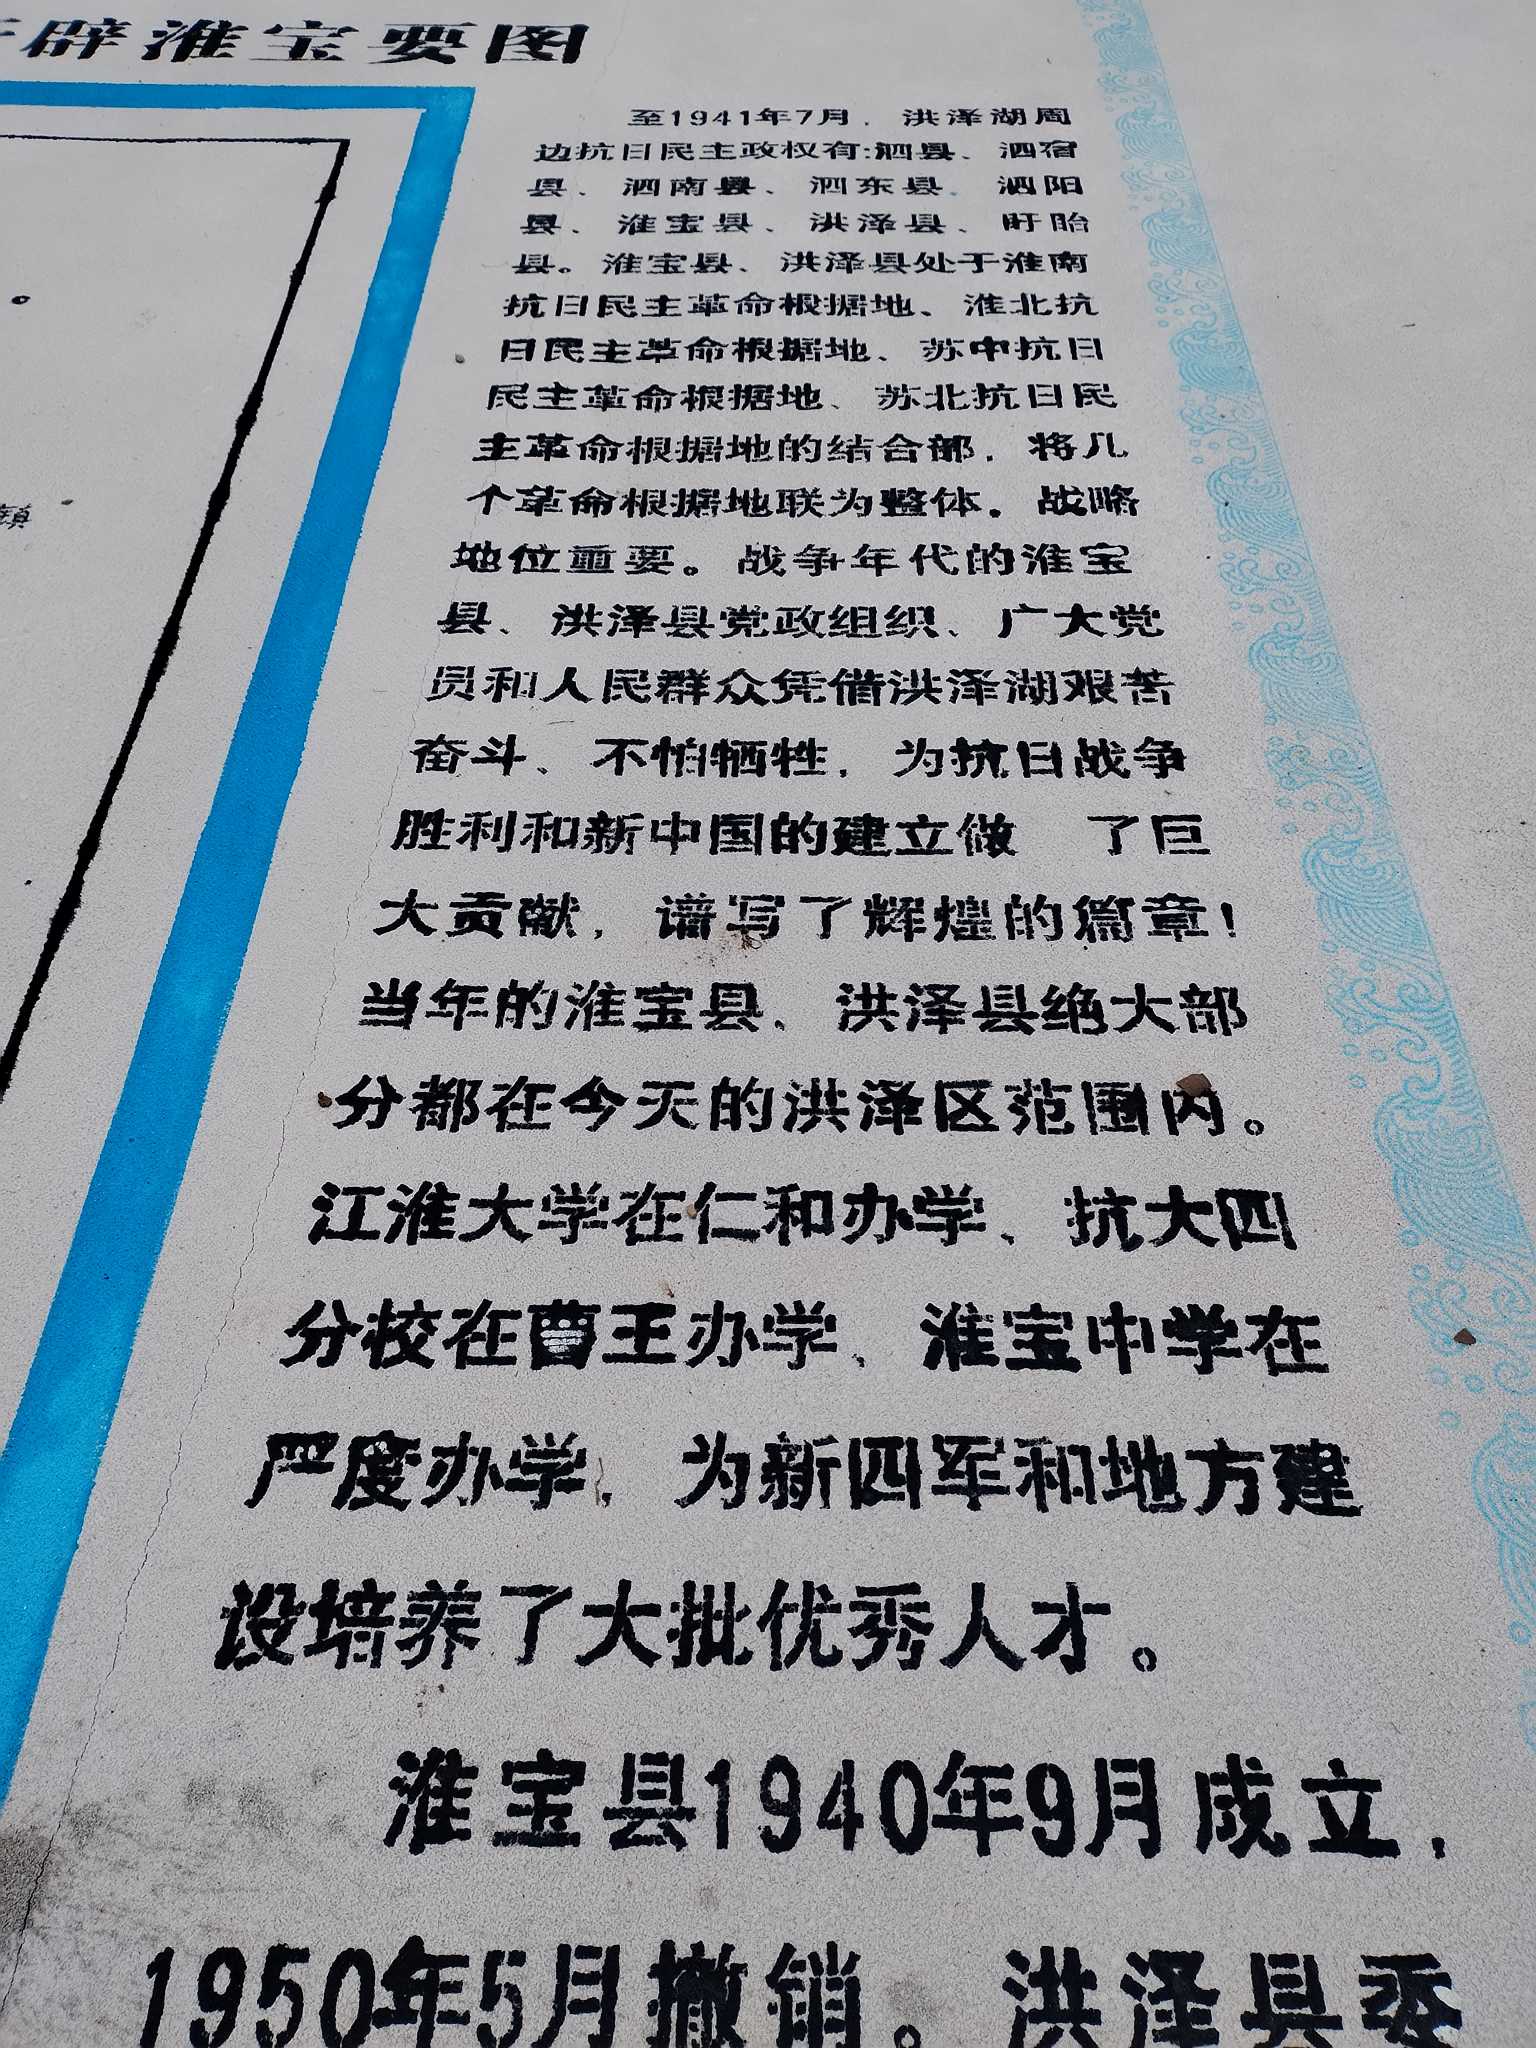 辟淮宝要图
镇
至1941年7月，洪泽湖周
边抗日民主政权有:泗县、泗宿
县、泗南县、泗东县、泗阳
县、淮宝县、洪泽县、盱眙
县。淮宝县、洪泽县处于淮南
抗日民主革命根据地、淮北抗
日民主革命根据地、苏中抗日
民主革命根据地、苏北抗日民
主革命根据地的结合部，将几
个革命根据地联为整体。战略
地位重要。战争年代的淮宝
县、洪泽县党政组织、广大党
员和人民群众凭借洪泽湖艰苦
奋斗、不怕牺牲，为抗日战争
胜利和新中国的建立做 了巨
大贡献，谱写了辉煌的篇章!
当年的淮宝县、洪泽县绝大部
分都在今天的洪泽区范围内。
江淮大学在仁和办学、抗大四
分校在曹王办学、淮宝中学在
严度办学，为新四军和地方建
设培养了大批优秀人才。
淮宝县1940年9月成立，
1950年5月撤销。洪泽县委